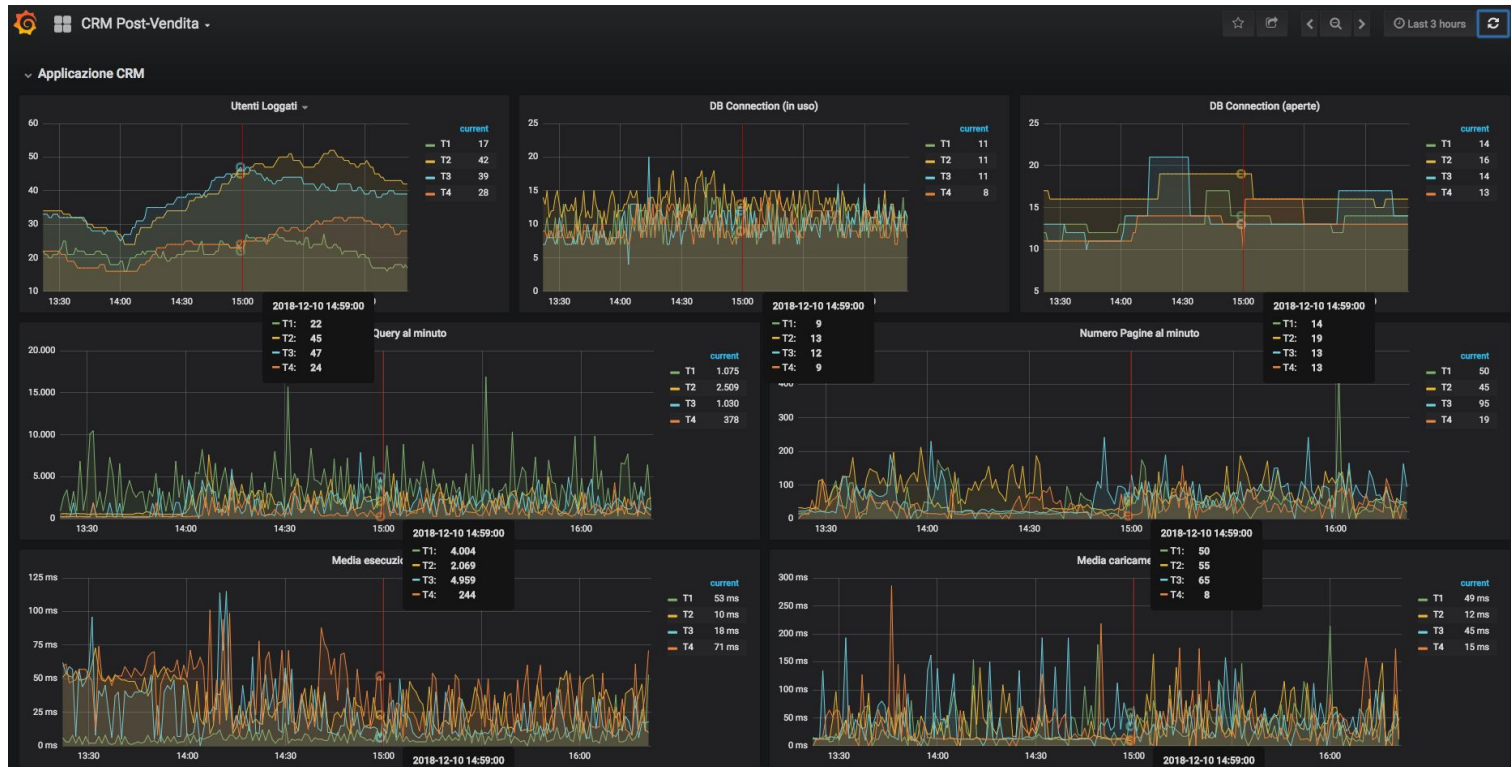 CRM Post-Vendita
Last 3 hours
Applicazione CRM
Utenti Loggati
60
50
40
30
20
10
13:30 14:00 14:30 15:00
current
T1 17
T2 42
T3 39
T4 28
2018-12-10 14:59:00
T1: 22
T2: 45
T3: 47
T4: 24
DB Connection (in uso)
25
20
15
10
5
0
13:30 14:00 14:30 15:00
current
T1 11
T2 11
T3 11
T4 8
2018-12-10 14:59:00
T1: 9
T2: 13
T3: 12
T4: 9
DB Connection (aperte)
25
20
15
10
5
13:30 14:00 14:30 15:00
current
T1 14
T2 16
T3 14
T4 13
2018-12-10 14:59:00
T1: 14
T2: 19
T3: 13
T4: 13
Query al minuto
20.000
15.000
10.000
5.000
0
13:30 14:00 14:30 15:00 16:00
current
T1 1.075
T2 2.509
T3 1.030
T4 378
2018-12-10 14:59:00
T1: 4.004
T2: 2.069
T3: 4.959
T4: 244
Numero Pagine al minuto
400
300
200
100
0
13:30 14:00 14:30 15:00 16:00
current
T1 50
T2 45
T3 95
T4 19
2018-12-10 14:59:00
T1: 50
T2: 55
T3: 65
T4: 8
Media esecuzio
125 ms
100 ms
75 ms
50 ms
25 ms
0 ms
13:30 14:00 14:30 15:00 16:00
current
T1 53 ms
T2 10 ms
T3 18 ms
T4 71 ms
2018-12-10 14:59:00
Media caricame
300 ms
250 ms
200 ms
150 ms
100 ms
50 ms
0 ms
13:30 14:00 14:30 15:00 16:00
current
T1 49 ms
T2 12 ms
T3 45 ms
T4 15 ms
2018-12-10 14:59:00